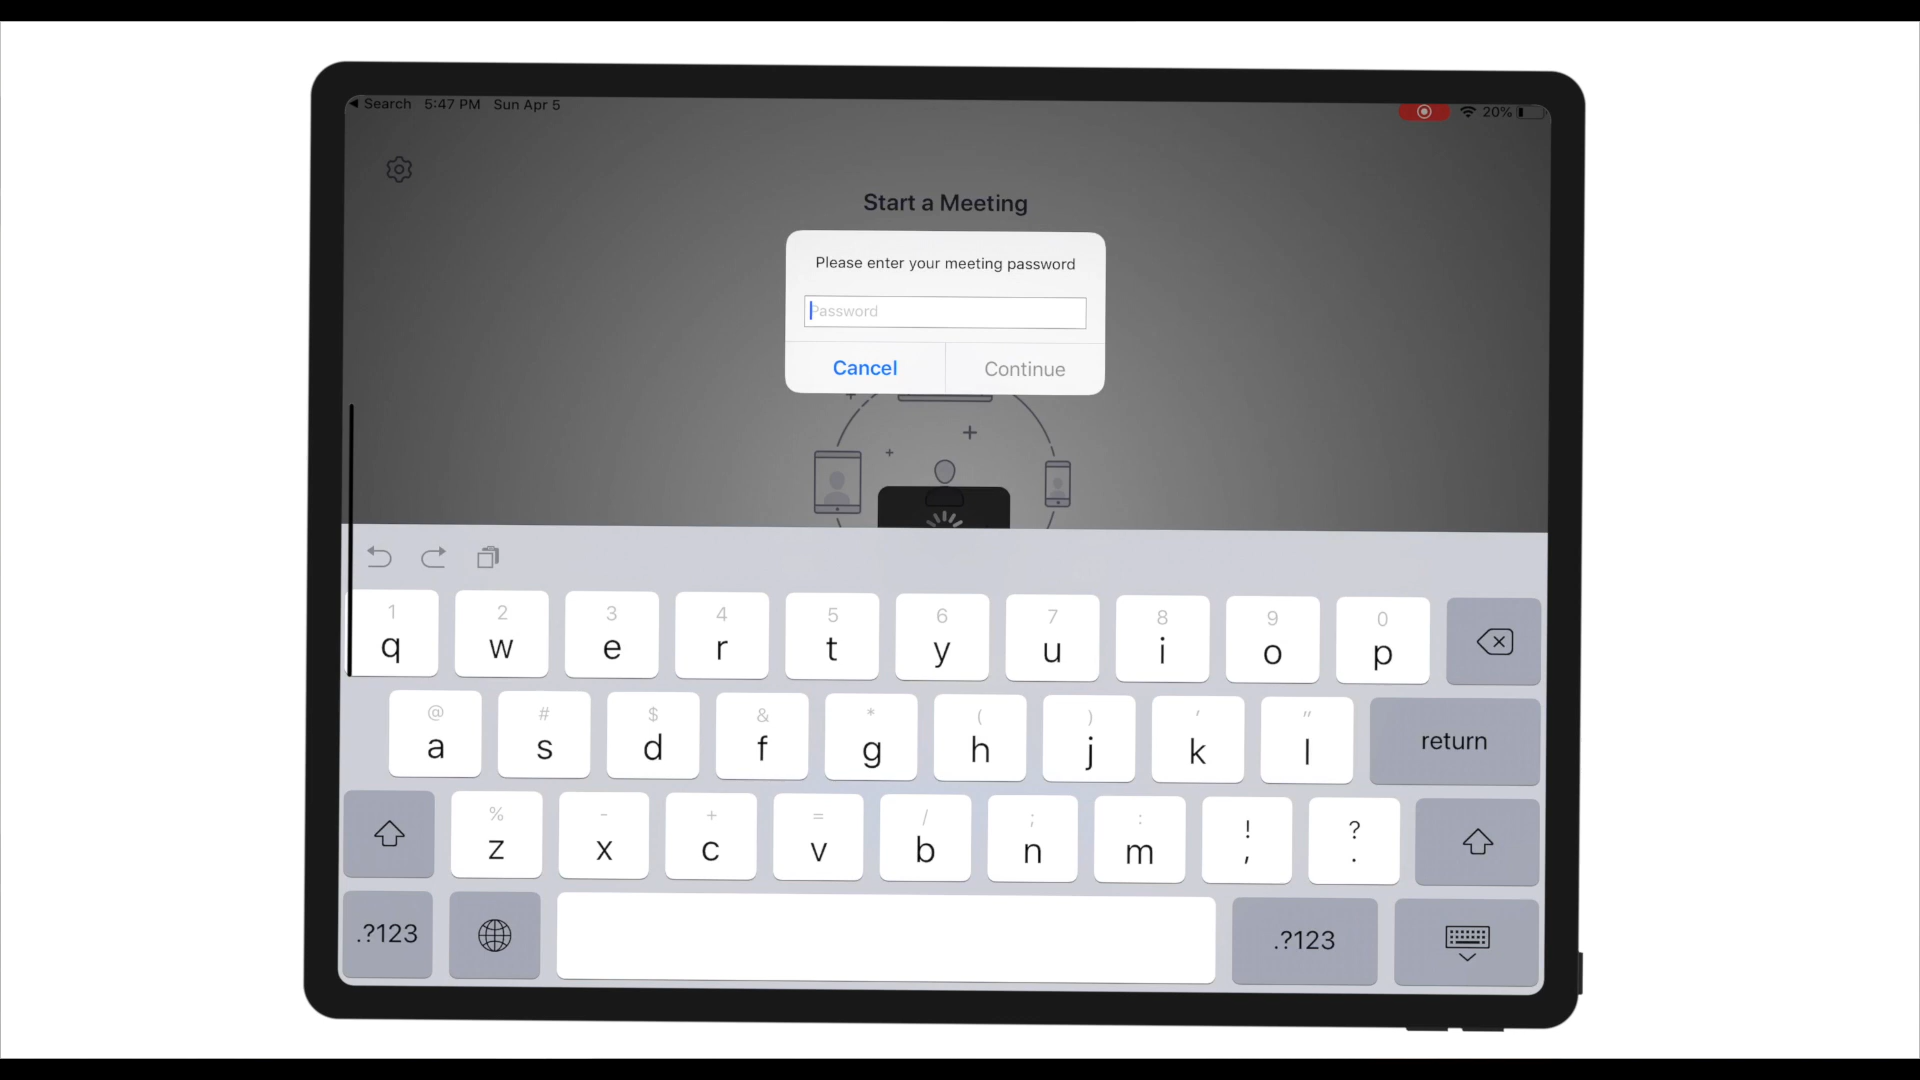 Search 5:47 PM Sun Apr 5
20%
Start a Meeting
Please enter your meeting password
Password
Cancel Continue
1 2 3 4 5 6 7 8 9 0
q w e r t y u i o p
@ # $ & * ( ) ' "
a s d f g h j k l return
% - + = / ; : ! ?
z x c v b n m , .
.?123 .?123